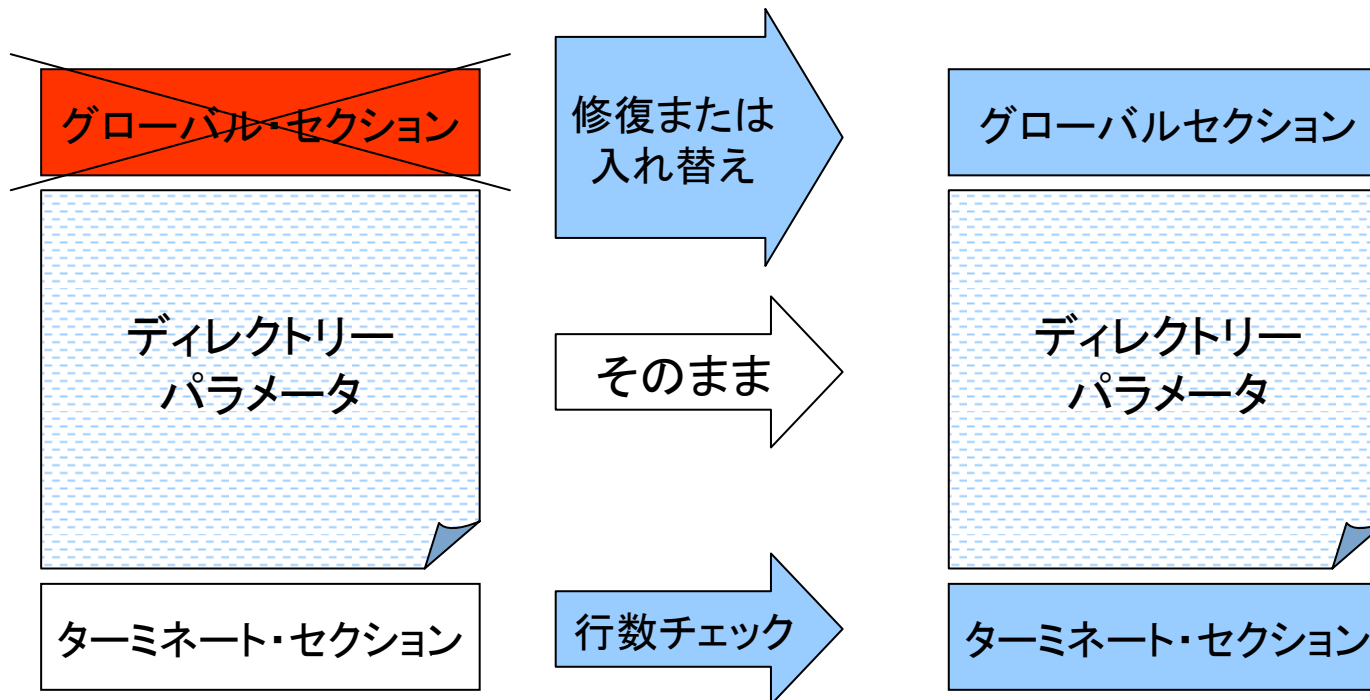 グローバル・セクション
修復または
入れ替え
グローバルセクション
ディレクトリー
パラメータ
そのまま
ディレクトリー
パラメータ
ターミネート・セクション
行数チェック
ターミネート・セクション